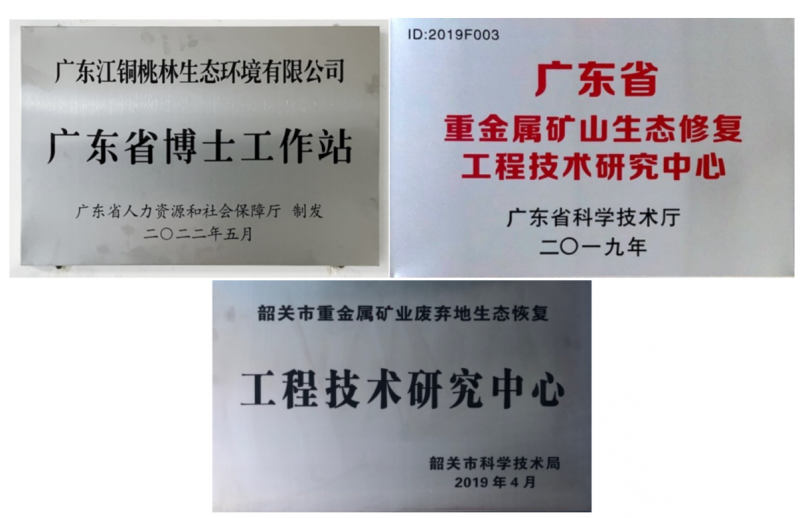 广东江铜桃林生态环境有限公司
广东省博士工作站
广东省人力资源和社会保障厅 制发
二〇二二年五月
ID:2019F003
广东省
重金属矿山生态修复
工程技术研究中心
广东省科学技术厅
二〇一九年
韶关市重金属矿业废弃地生态恢复
工程技术研究中心
韶关市科学技术局
2019年4月